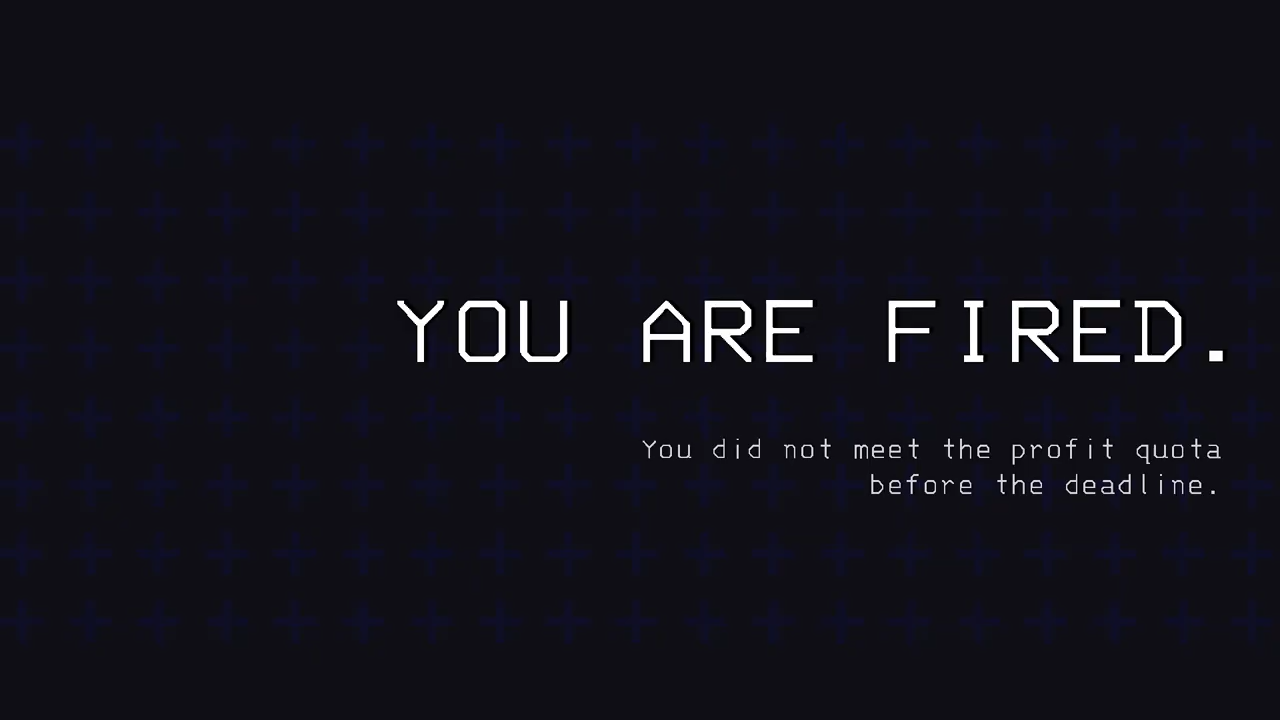 YOU ARE FIRED.
You did not meet the profit quota
before the deadline.